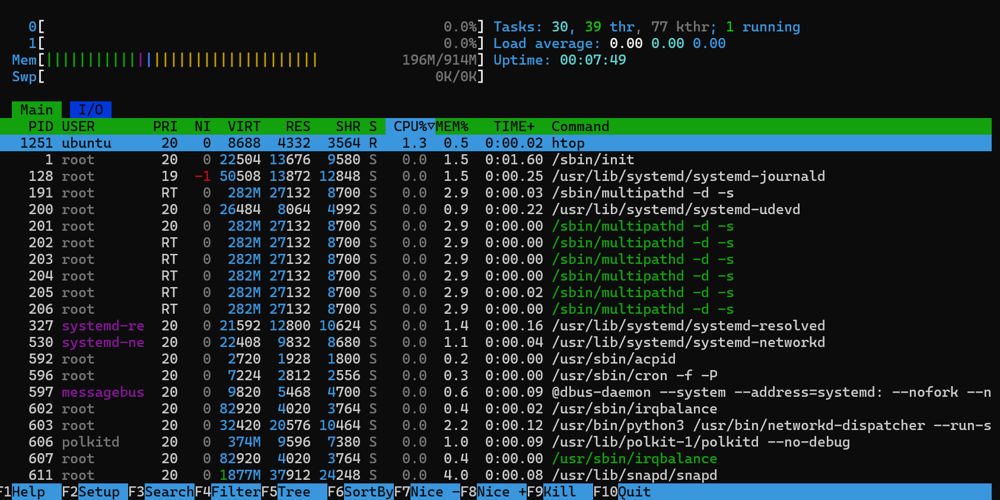 0[ 0.0%] Tasks: 30, 39 thr, 77 kthr; 1 running
1[ 0.0%] Load average: 0.00 0.00 0.00
Mem[||||||||||||||||||||||||||||||||| 196M/914M] Uptime: 00:07:49
Swp[ 0K/0K]
Main I/O
PID USER PRI NI VIRT RES SHR S CPU%▽MEM% TIME+ Command
1251 ubuntu 20 0 8688 4332 3564 R 1.3 0.5 0:00.02 htop
1 root 20 0 22504 13676 9580 S 0.0 1.5 0:01.60 /sbin/init
128 root 19 -1 50508 13872 12848 S 0.0 1.5 0:00.25 /usr/lib/systemd/systemd-journald
191 root RT 0 282M 27132 8700 S 0.0 2.9 0:00.03 /sbin/multipathd -d -s
200 root 20 0 26484 8064 4992 S 0.0 0.9 0:00.22 /usr/lib/systemd/systemd-udevd
201 root 20 0 282M 27132 8700 S 0.0 2.9 0:00.00 /sbin/multipathd -d -s
202 root RT 0 282M 27132 8700 S 0.0 2.9 0:00.00 /sbin/multipathd -d -s
203 root RT 0 282M 27132 8700 S 0.0 2.9 0:00.00 /sbin/multipathd -d -s
204 root RT 0 282M 27132 8700 S 0.0 2.9 0:00.00 /sbin/multipathd -d -s
205 root RT 0 282M 27132 8700 S 0.0 2.9 0:00.02 /sbin/multipathd -d -s
206 root RT 0 282M 27132 8700 S 0.0 2.9 0:00.00 /sbin/multipathd -d -s
327 systemd-re 20 0 21592 12800 10624 S 0.0 1.4 0:00.16 /usr/lib/systemd/systemd-resolved
530 systemd-ne 20 0 22408 9832 8680 S 0.0 1.1 0:00.04 /usr/lib/systemd/systemd-networkd
592 root 20 0 2720 1928 1800 S 0.0 0.2 0:00.00 /usr/sbin/acpid
596 root 20 0 7224 2812 2556 S 0.0 0.3 0:00.00 /usr/sbin/cron -f -P
597 messagebus 20 0 9820 5468 4700 S 0.0 0.6 0:00.09 @dbus-daemon --system --address=systemd: --nofork --n
602 root 20 0 82920 4020 3764 S 0.0 0.4 0:00.02 /usr/sbin/irqbalance
603 root 20 0 32420 20576 10464 S 0.0 2.2 0:00.12 /usr/bin/python3 /usr/bin/networkd-dispatcher --run-s
606 polkitd 20 0 374M 9596 7380 S 0.0 1.0 0:00.09 /usr/lib/polkit-1/polkitd --no-debug
607 root 20 0 82920 4020 3764 S 0.0 0.4 0:00.00 /usr/sbin/irqbalance
611 root 20 0 1877M 37912 24248 S 0.0 4.0 0:00.08 /usr/lib/snapd/snapd
F1Help F2Setup F3SearchF4FilterF5Tree F6SortByF7Nice -F8Nice +F9Kill F10Quit